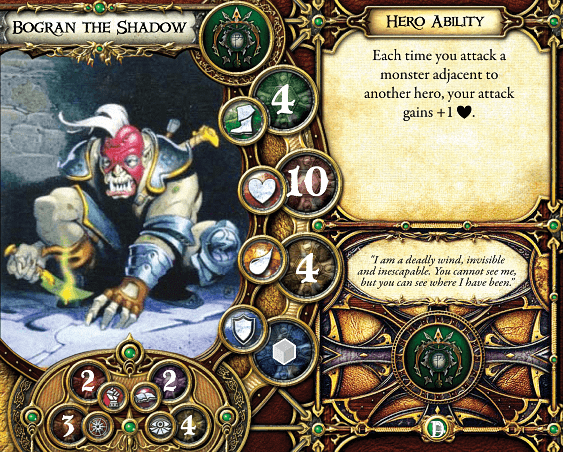 BOGRAN THE SHADOW
4
10
4
2
2
3
4
HERO ABILITY
Each time you attack a
monster adjacent to
another hero, your attack
gains +1 ♥.
"I am a deadly wind, invisible
and inescapable. You cannot see me,
but you can see where I have been."
D